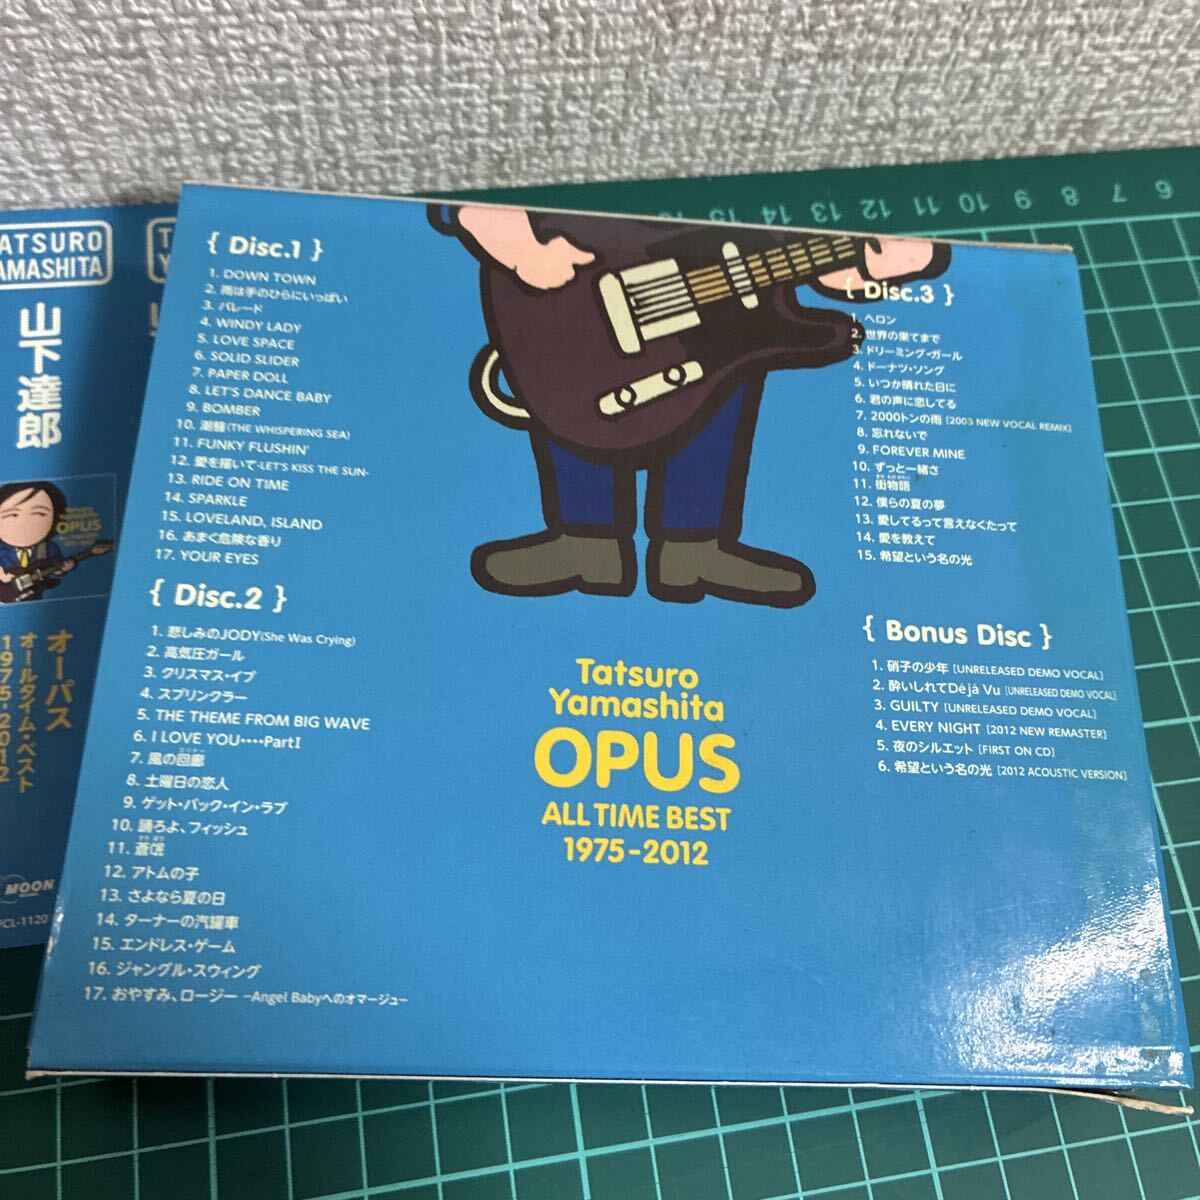 TATSURO
YAMASHITA
山下達郎
Tatsuro
OPUS
オーパス
オールタイム・ベスト
1975-2012
MOON
{ Disc.1 }
1. DOWN TOWN
2. 雨は手のひらにいっぱい
3. パレード
4. WINDY LADY
5. LOVE SPACE
6. SOLID SLIDER
7. PAPER DOLL
8. LET'S DANCE BABY
9. BOMBER
10. 潮騒(THE WHISPERING SEA)
11. FUNKY FLUSHIN'
12. 愛を描いて-LET'S KISS THE SUN-
13. RIDE ON TIME
14. SPARKLE
15. LOVELAND, ISLAND
16. あまく危険な香り
17. YOUR EYES
{ Disc.2 }
1. 悲しみのJODY(She Was Crying)
2. 高気圧ガール
3. クリスマス・イブ
4. スプリンクラー
5. THE THEME FROM BIG WAVE
6. I LOVE YOU‥‥Part I
7. 風の回廊
8. 土曜日の恋人
9. ゲット・バック・イン・ラブ
10. 踊ろよ、フィッシュ
11. 蒼氓
12. アトムの子
13. さよなら夏の日
14. ターナーの汽罐車
15. エンドレス・ゲーム
16. ジャングル・スウィング
17. おやすみ、ロージー -Angel Babyへのオマージュ-
{ Disc.3 }
1. ヘロン
2. 世界の果てまで
3. ドリーミング・ガール
4. ドーナツ・ソング
5. いつか晴れた日に
6. 君の声に恋してる
7. 2000トンの雨 [2003 NEW VOCAL REMIX]
8. 忘れないで
9. FOREVER MINE
10. ずっと一緒さ
11. 街物語
12. 僕らの夏の夢
13. 愛してるって言えなくたって
14. 愛を教えて
15. 希望という名の光
{ Bonus Disc }
1. 硝子の少年 [UNRELEASED DEMO VOCAL]
2. 酔いしれてDéjà Vu [UNRELEASED DEMO VOCAL]
3. GUILTY [UNRELEASED DEMO VOCAL]
4. EVERY NIGHT [2012 NEW REMASTER]
5. 夜のシルエット [FIRST ON CD]
6. 希望という名の光 [2012 ACOUSTIC VERSION]
Tatsuro
Yamashita
OPUS
ALL TIME BEST
1975-2012
15 14 13 12 11 10 9 8 7 6